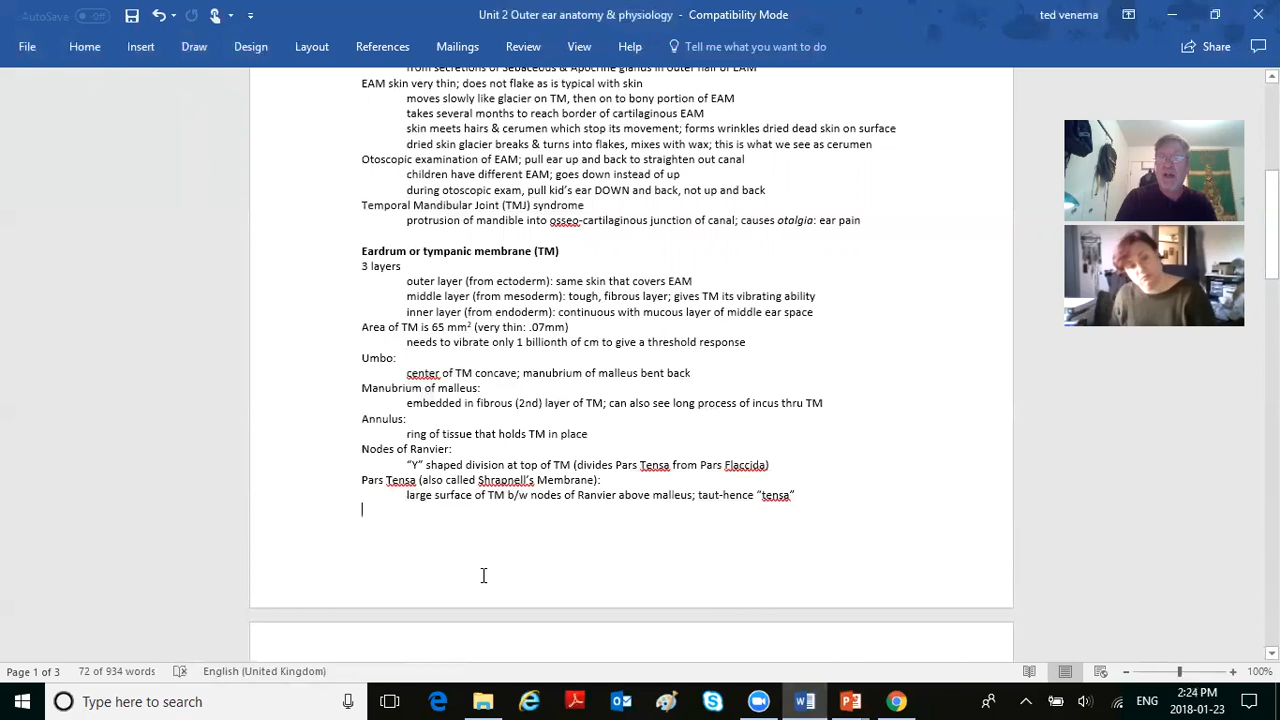 AutoSave
Off
Unit 2 Outer ear anatomy & physiology - Compatibility Mode
ted venema
File
Home
Insert
Draw
Design
Layout
References
Mailings
Review
View
Help
Tell me what you want to do
Share
from secretions of Sebaceous & Apocrine glands in outer half of EAM
EAM skin very thin; does not flake as is typical with skin
moves slowly like glacier on TM, then on to bony portion of EAM
takes several months to reach border of cartilaginous EAM
skin meets hairs & cerumen which stop its movement; forms wrinkles dried dead skin on surface
dried skin glacier breaks & turns into flakes, mixes with wax; this is what we see as cerumen
Otoscopic examination of EAM; pull ear up and back to straighten out canal
children have different EAM; goes down instead of up
during otoscopic exam, pull kid's ear DOWN and back, not up and back
Temporal Mandibular Joint (TMJ) syndrome
protrusion of mandible into osseo-cartilaginous junction of canal; causes otalgia: ear pain
Eardrum or tympanic membrane (TM)
3 layers
outer layer (from ectoderm): same skin that covers EAM
middle layer (from mesoderm): tough, fibrous layer; gives TM its vibrating ability
inner layer (from endoderm): continuous with mucous layer of middle ear space
Area of TM is 65 mm² (very thin: .07mm)
needs to vibrate only 1 billionth of cm to give a threshold response
Umbo:
center of TM concave; manubrium of malleus bent back
Manubrium of malleus:
embedded in fibrous (2nd) layer of TM; can also see long process of incus thru TM
Annulus:
ring of tissue that holds TM in place
Nodes of Ranvier:
“Y” shaped division at top of TM (divides Pars Tensa from Pars Flaccida)
Pars Tensa (also called Shrapnell's Membrane):
large surface of TM b/w nodes of Ranvier above malleus; taut-hence “tensa”
Page 1 of 3
72 of 934 words
English (United Kingdom)
100%
Type here to search
ENG
2:24 PM
2018-01-23